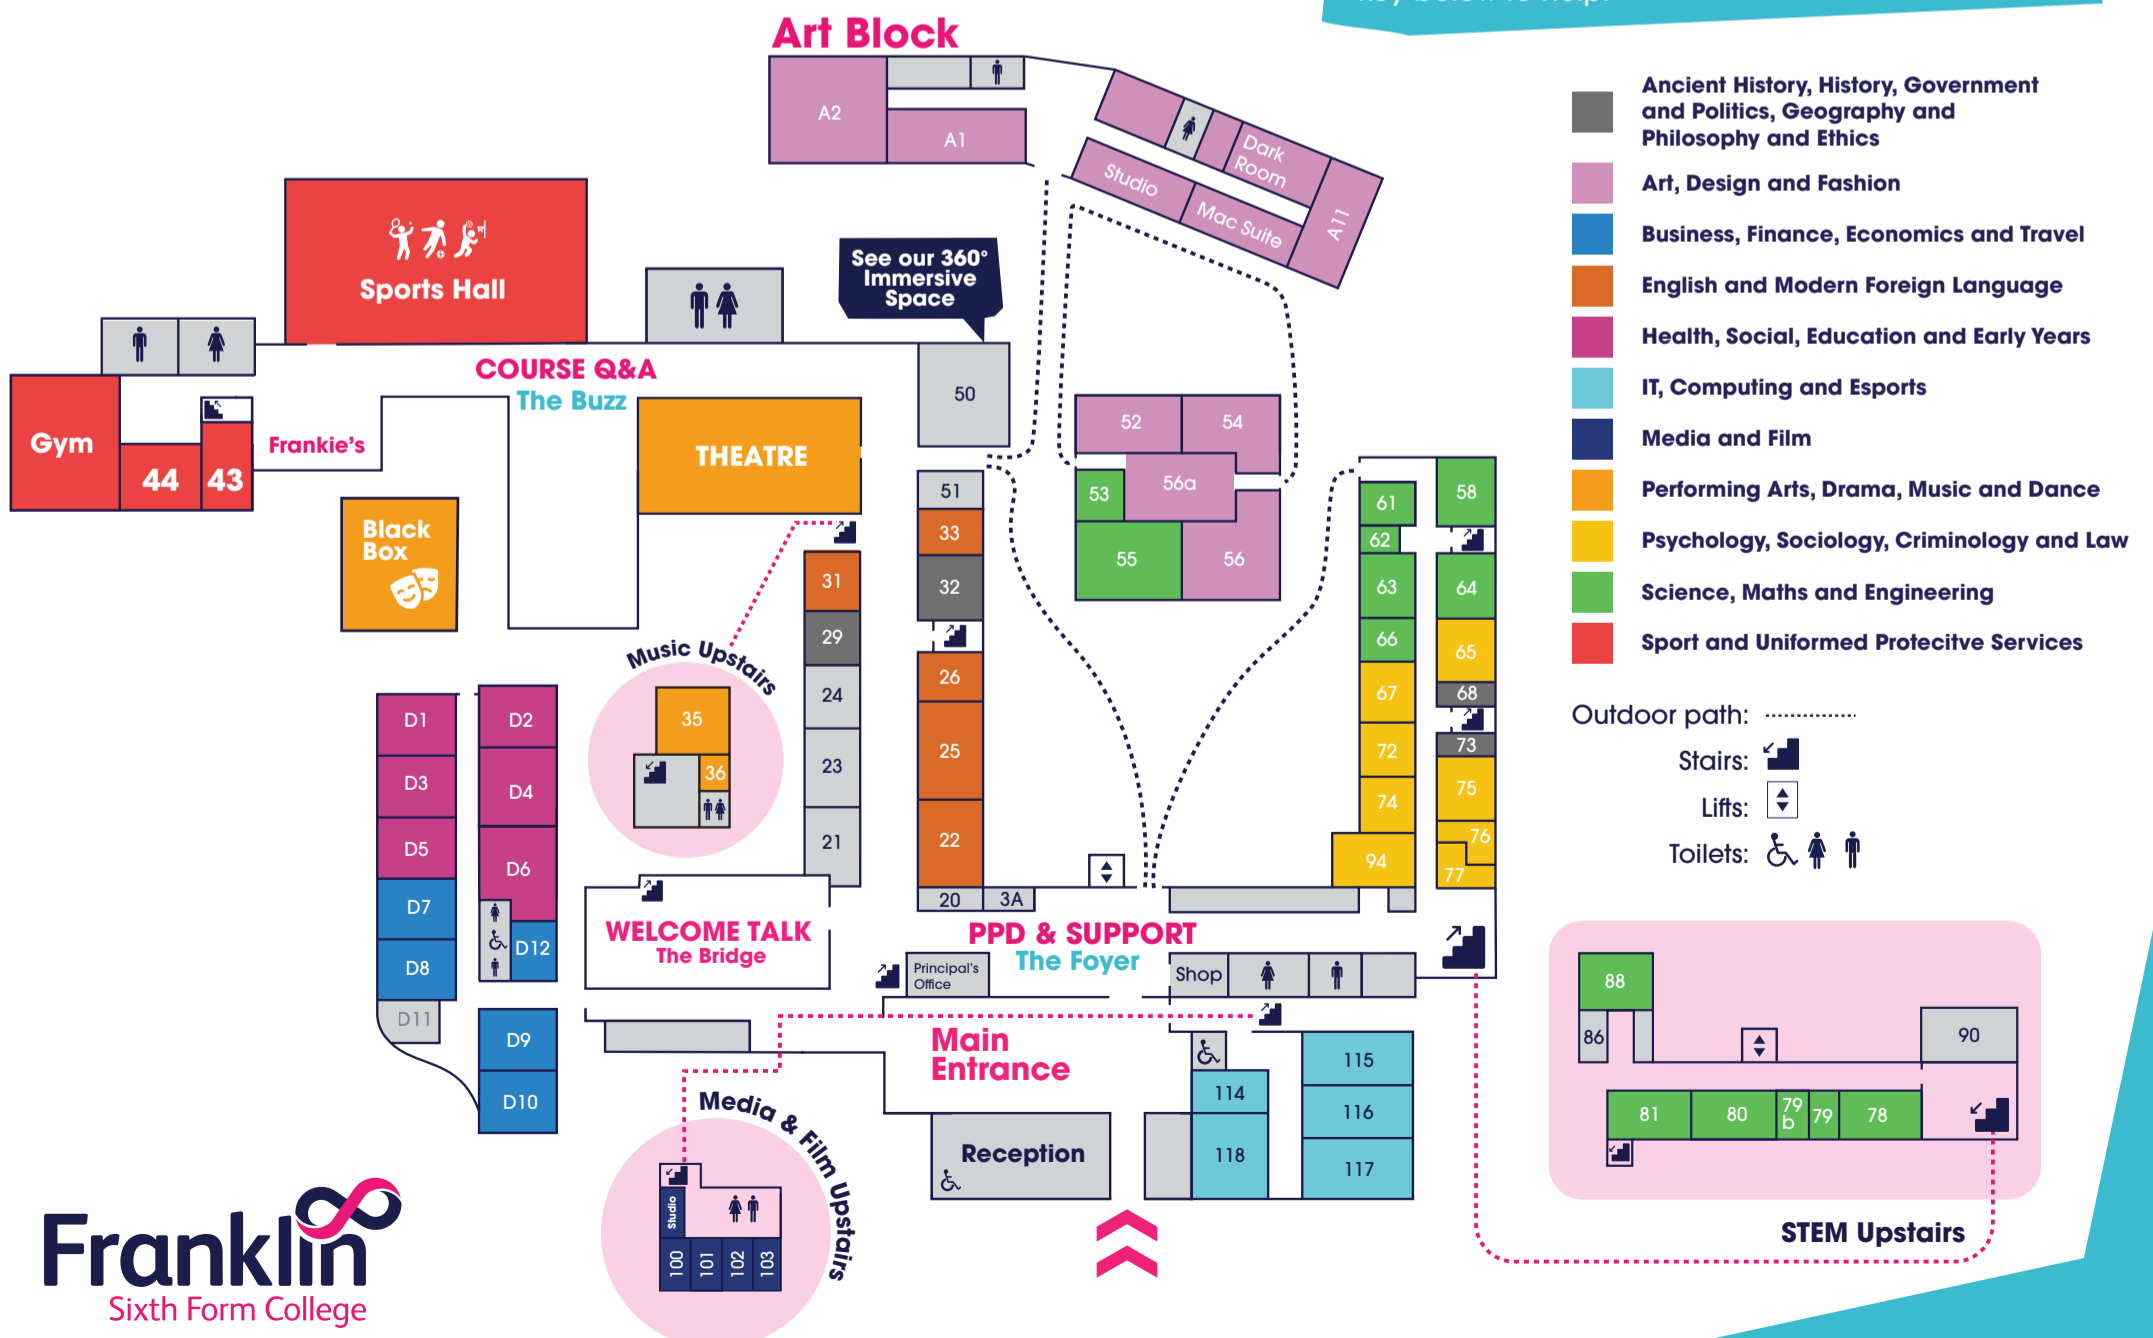 key below to help.
Art Block
A2
A1
Dark
Room
Studio
Mac Suite
A11
Sports Hall
See our 360°
Immersive
Space
COURSE Q&A
The Buzz
50
Gym
44
43
Frankie's
THEATRE
Black
Box
52
54
53
56a
55
56
51
33
32
26
25
22
20
3A
31
29
24
23
21
61
58
62
63
64
66
65
67
68
72
73
74
75
76
94
77
Music Upstairs
35
36
D1
D2
D3
D4
D5
D6
D7
D12
D8
D11
D9
D10
WELCOME TALK
The Bridge
PPD & SUPPORT
The Foyer
Principal's
Office
Shop
Main
Entrance
Reception
115
114
116
118
117
Media & Film Upstairs
Studio
100
101
102
103
Ancient History, History, Government
and Politics, Geography and
Philosophy and Ethics
Art, Design and Fashion
Business, Finance, Economics and Travel
English and Modern Foreign Language
Health, Social, Education and Early Years
IT, Computing and Esports
Media and Film
Performing Arts, Drama, Music and Dance
Psychology, Sociology, Criminology and Law
Science, Maths and Engineering
Sport and Uniformed Protecitve Services
Outdoor path:
Stairs:
Lifts:
Toilets:
88
86
90
81
80
79
b
79
78
STEM Upstairs
Franklin
Sixth Form College